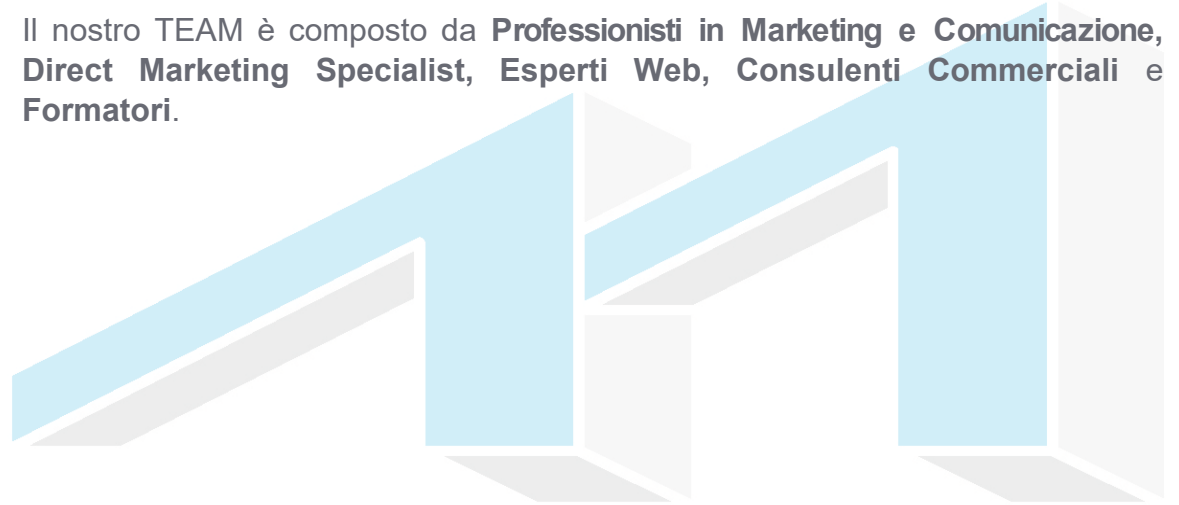 Il nostro TEAM è composto da Professionisti in Marketing e Comunicazione,
Direct Marketing Specialist, Esperti Web, Consulenti Commerciali e
Formatori.